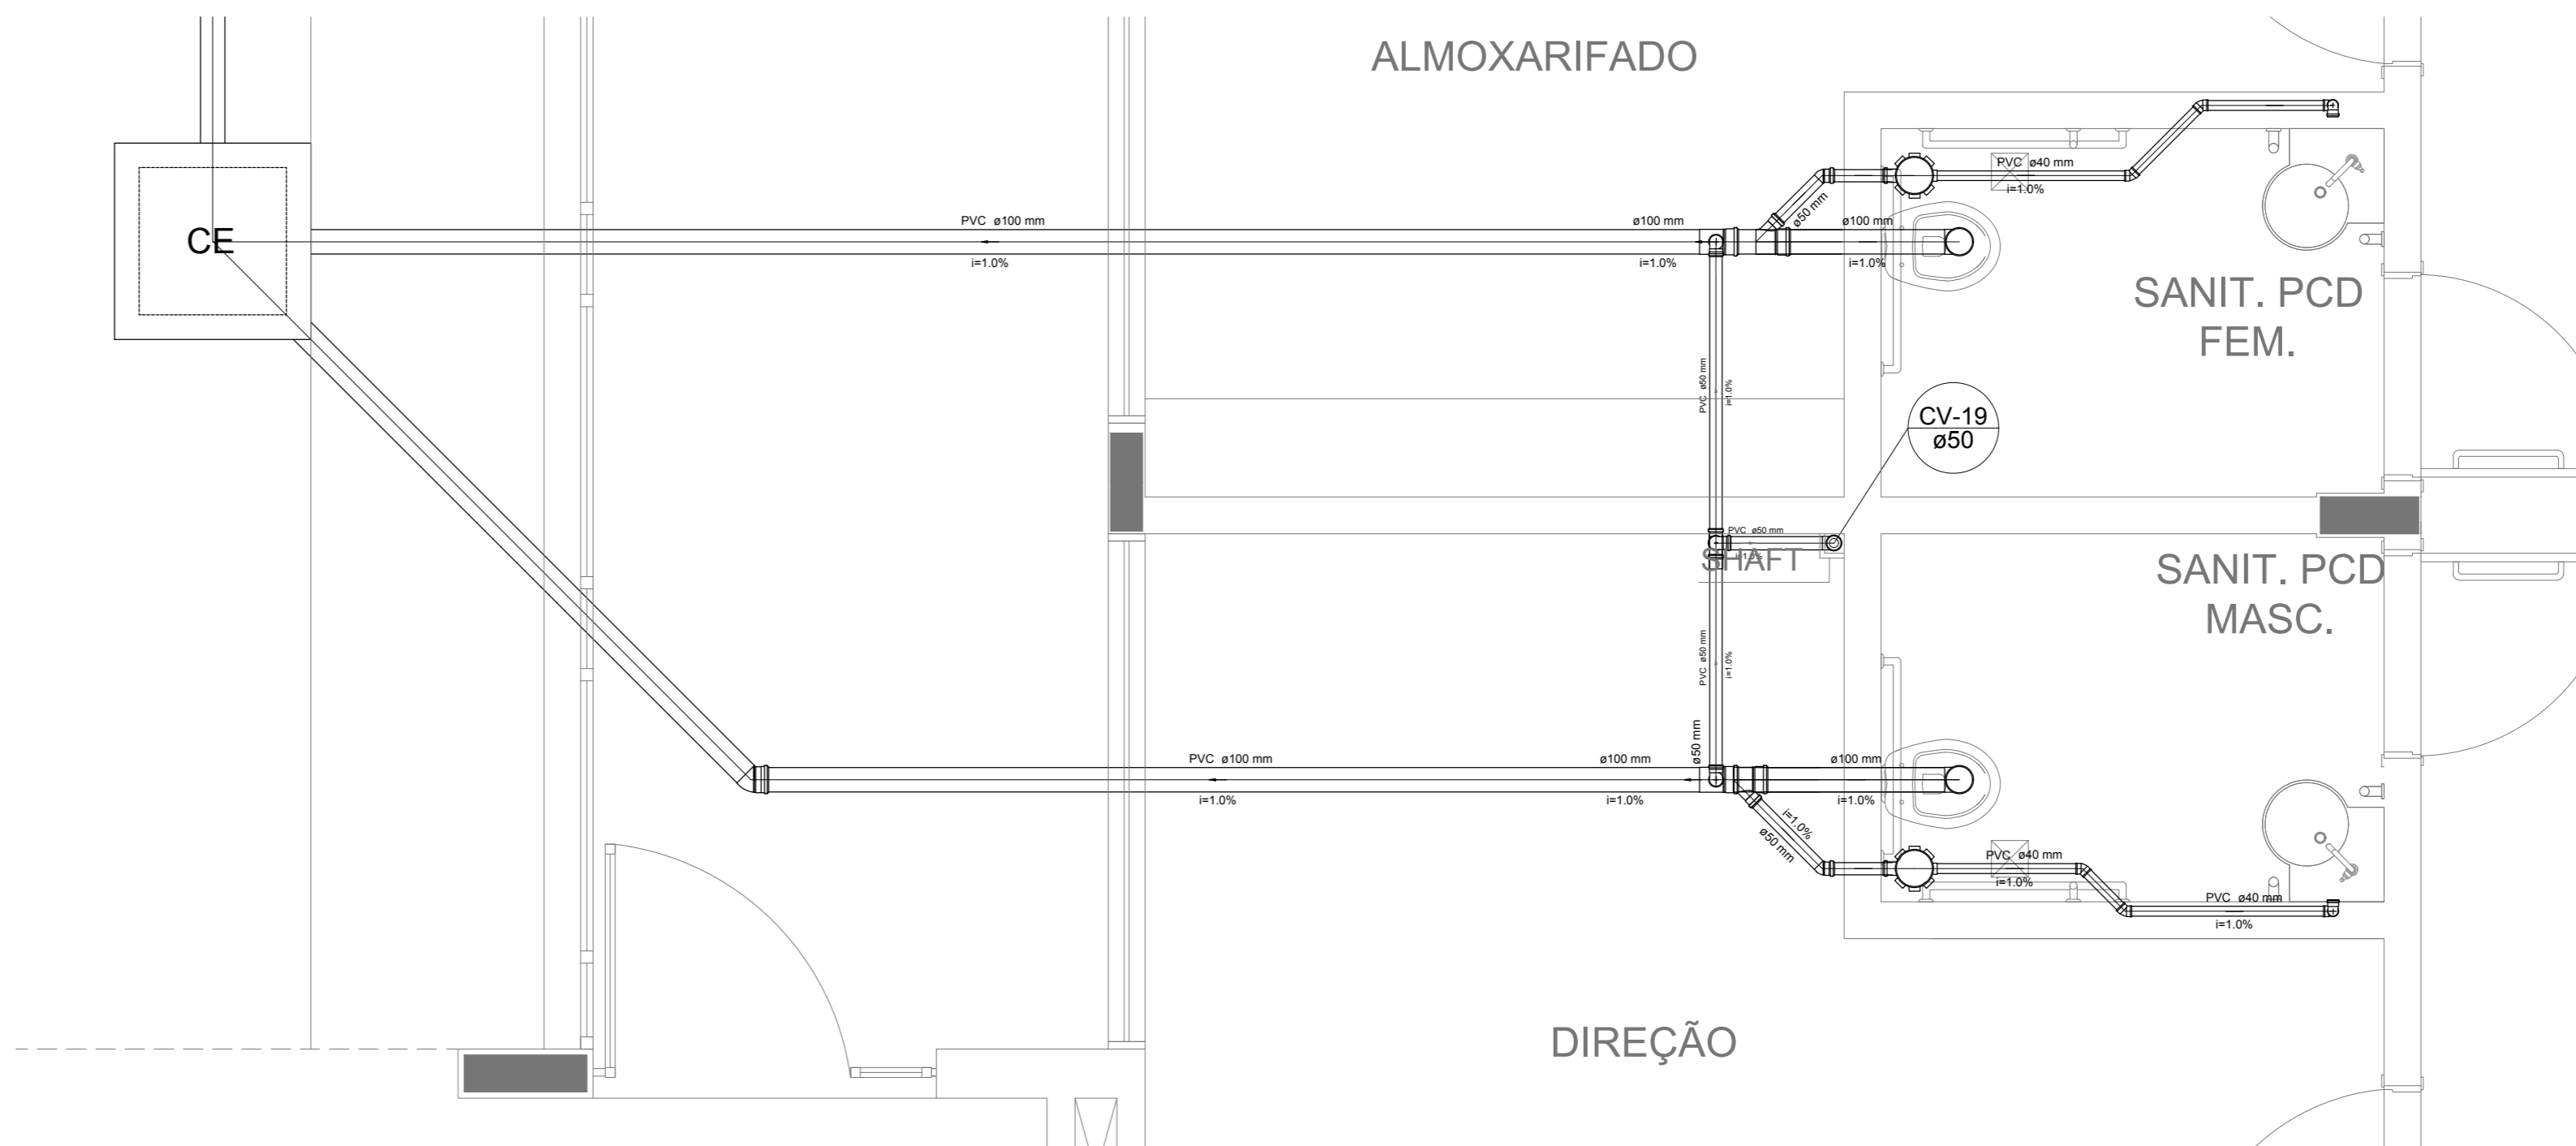 ALMOXARIFADO
PVC ø40 mm
i=1.0%
ø50 mm
PVC ø100 mm
ø100 mm
ø100 mm
CE
i=1.0%
i=1.0%
i=1.0%
SANIT. PCD
FEM.
PVC ø50 mm
i=1.0%
CV-19
ø50
PVC ø50 mm
i=1.0%
SHAFT
SANIT. PCD
MASC.
PVC ø50 mm
i=1.0%
ø50 mm
PVC ø100 mm
ø100 mm
ø100 mm
i=1.0%
i=1.0%
i=1.0%
i=1.0%
ø50 mm
PVC ø40 mm
i=1.0%
PVC ø40 mm
i=1.0%
DIREÇÃO